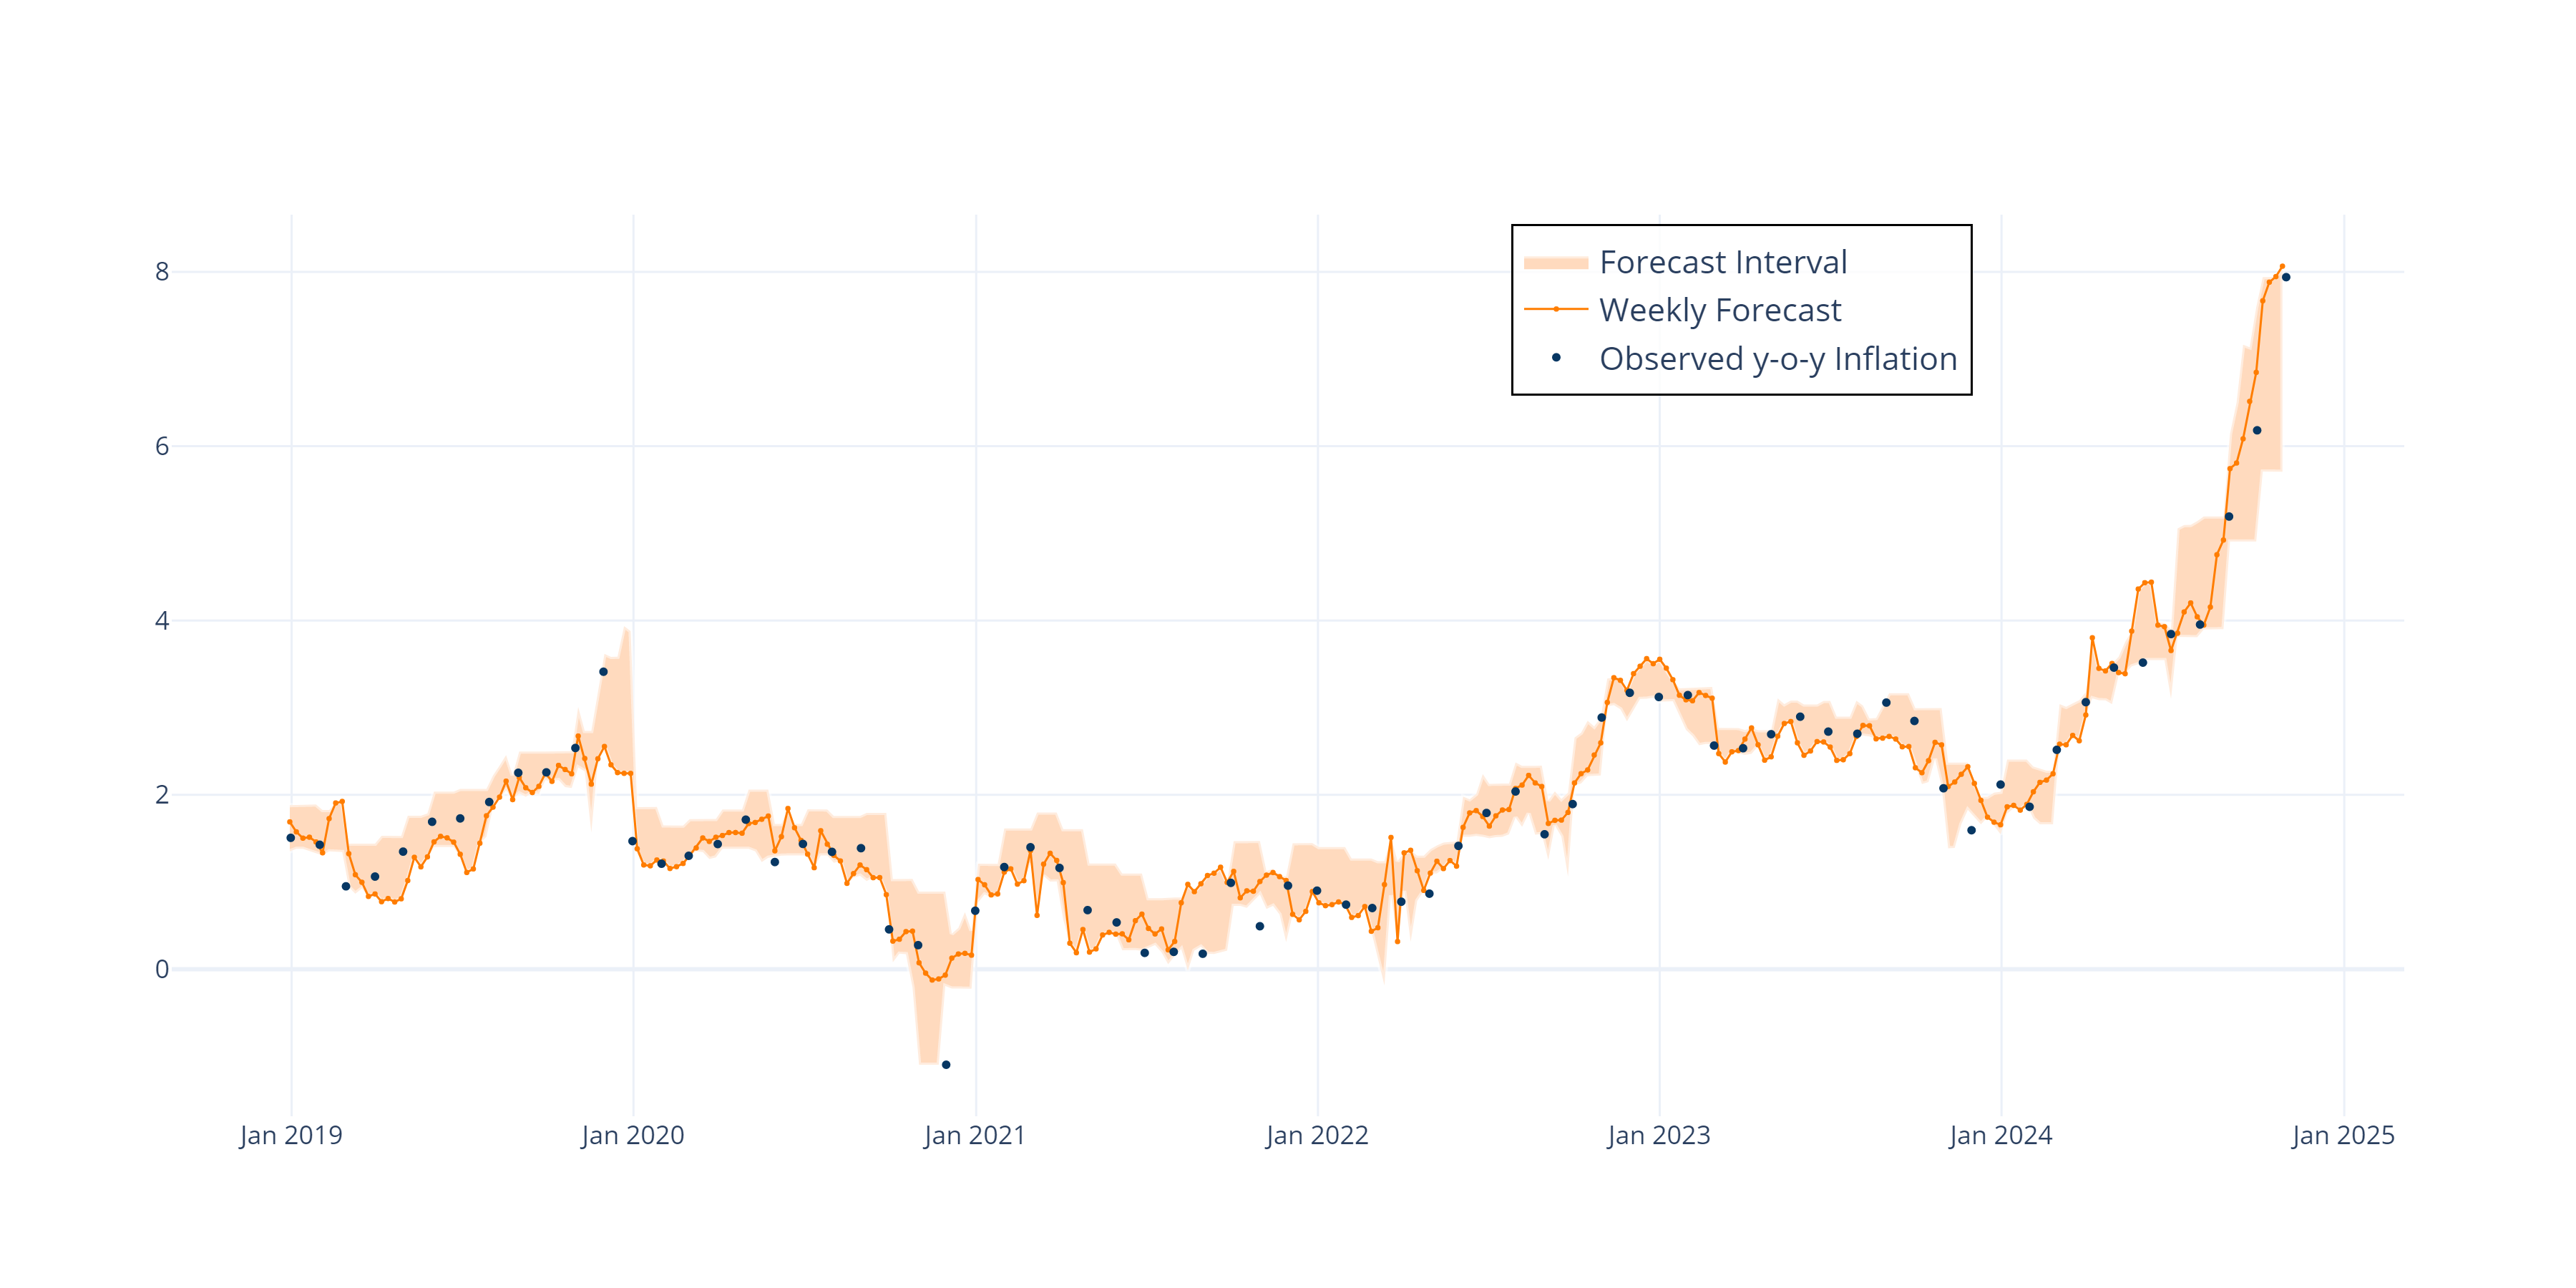 8
6
4
2
0
Forecast Interval
Weekly Forecast
Observed y-o-y Inflation
Jan 2019
Jan 2020
Jan 2021
Jan 2022
Jan 2023
Jan 2024
Jan 2025